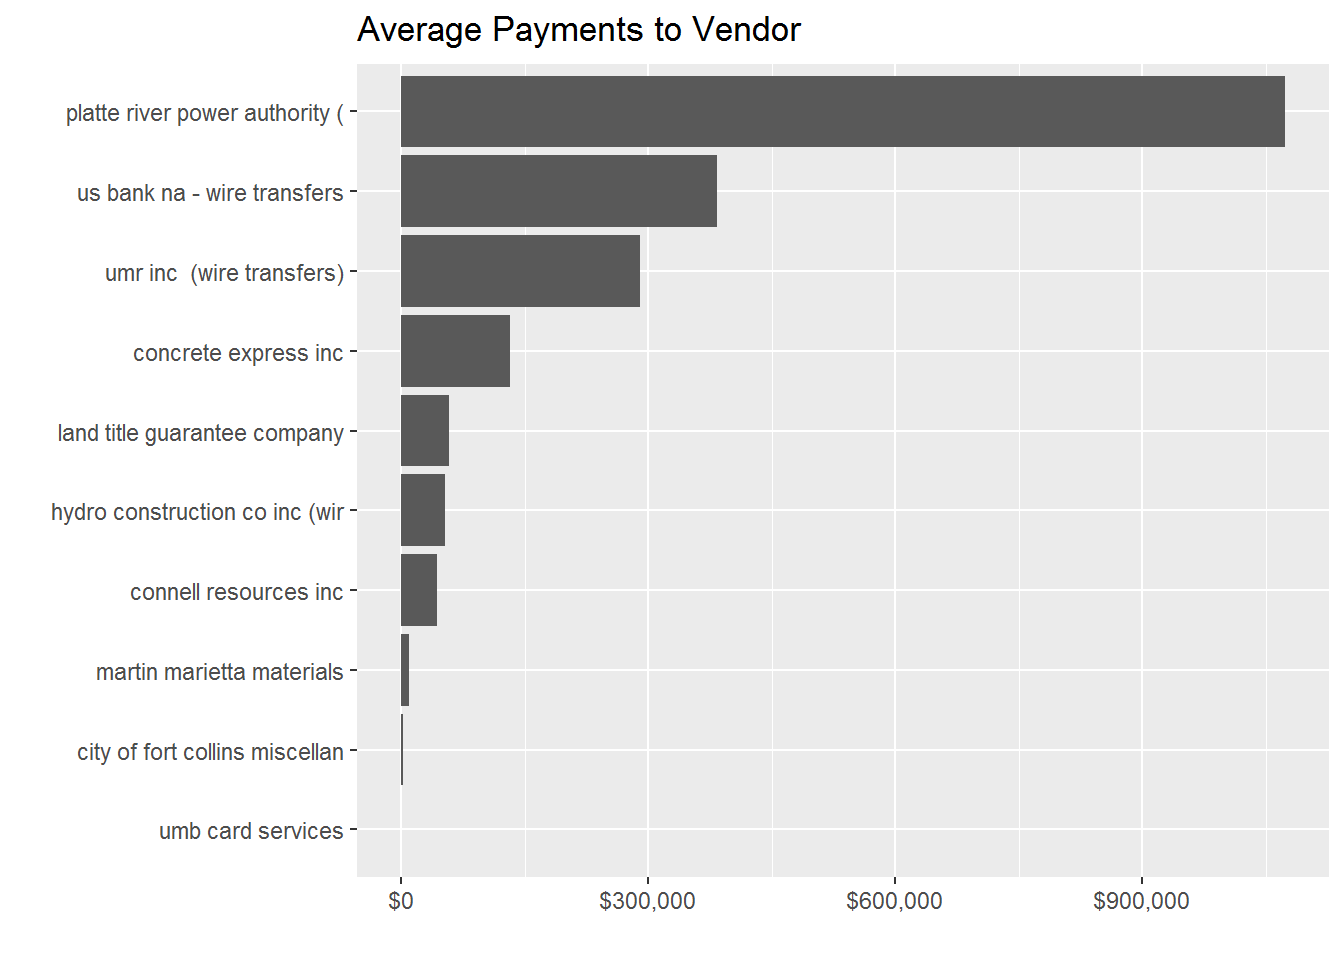 Average Payments to Vendor
platte river power authority (
us bank na - wire transfers
umr inc  (wire transfers)
concrete express inc
land title guarantee company
hydro construction co inc (wir
connell resources inc
martin marietta materials
city of fort collins miscellan
umb card services
$0 $300,000 $600,000 $900,000